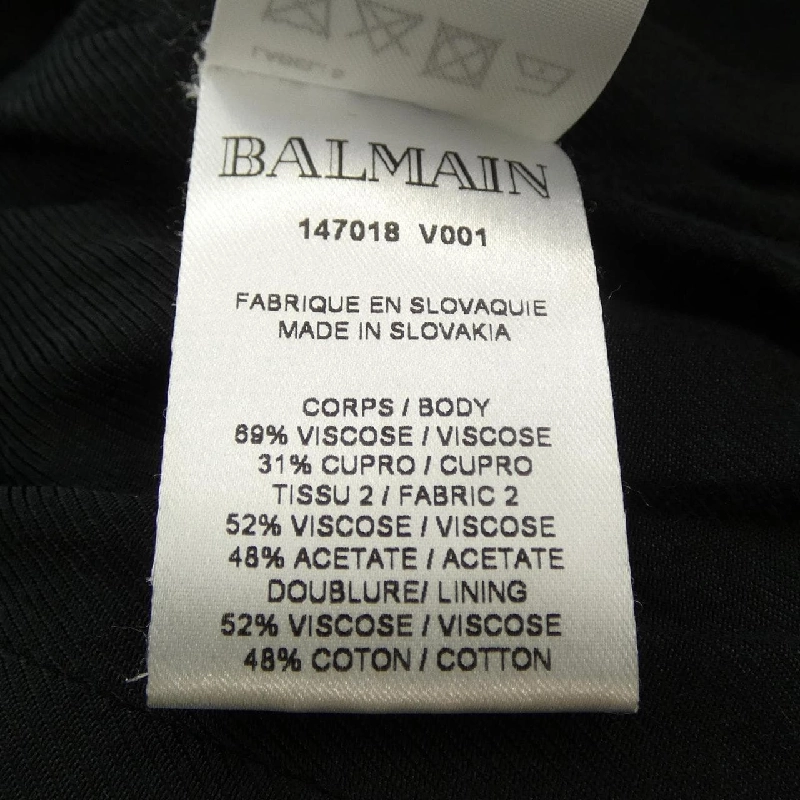 BALMAIN
147018 V001
FABRIQUE EN SLOVAQUIE
MADE IN SLOVAKIA
CORPS / BODY
69% VISCOSE / VISCOSE
31% CUPRO / CUPRO
TISSU 2 / FABRIC 2
52% VISCOSE / VISCOSE
48% ACETATE / ACETATE
DOUBLURE/ LINING
52% VISCOSE / VISCOSE
48% COTON / COTTON